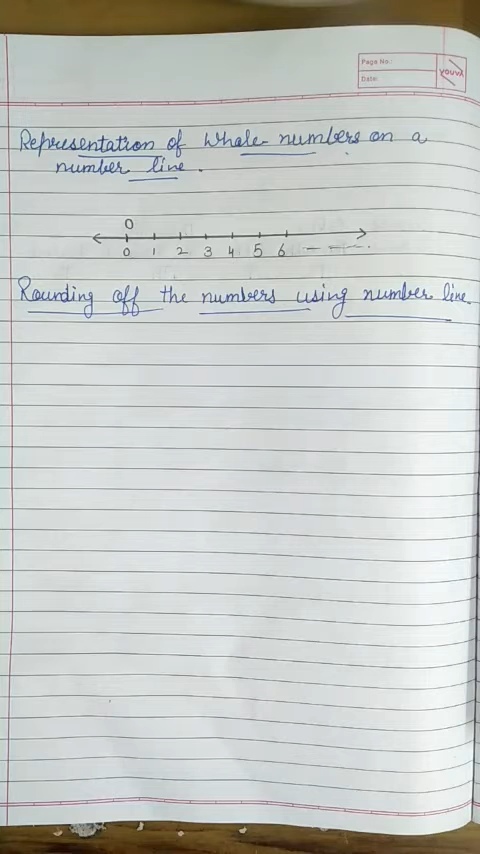 Page No.:
Date:
YOUVA
Representation of whole numbers on a
number line.
O
0 1 2 3 4 5 6 - - -.
Rounding off the numbers using number line.